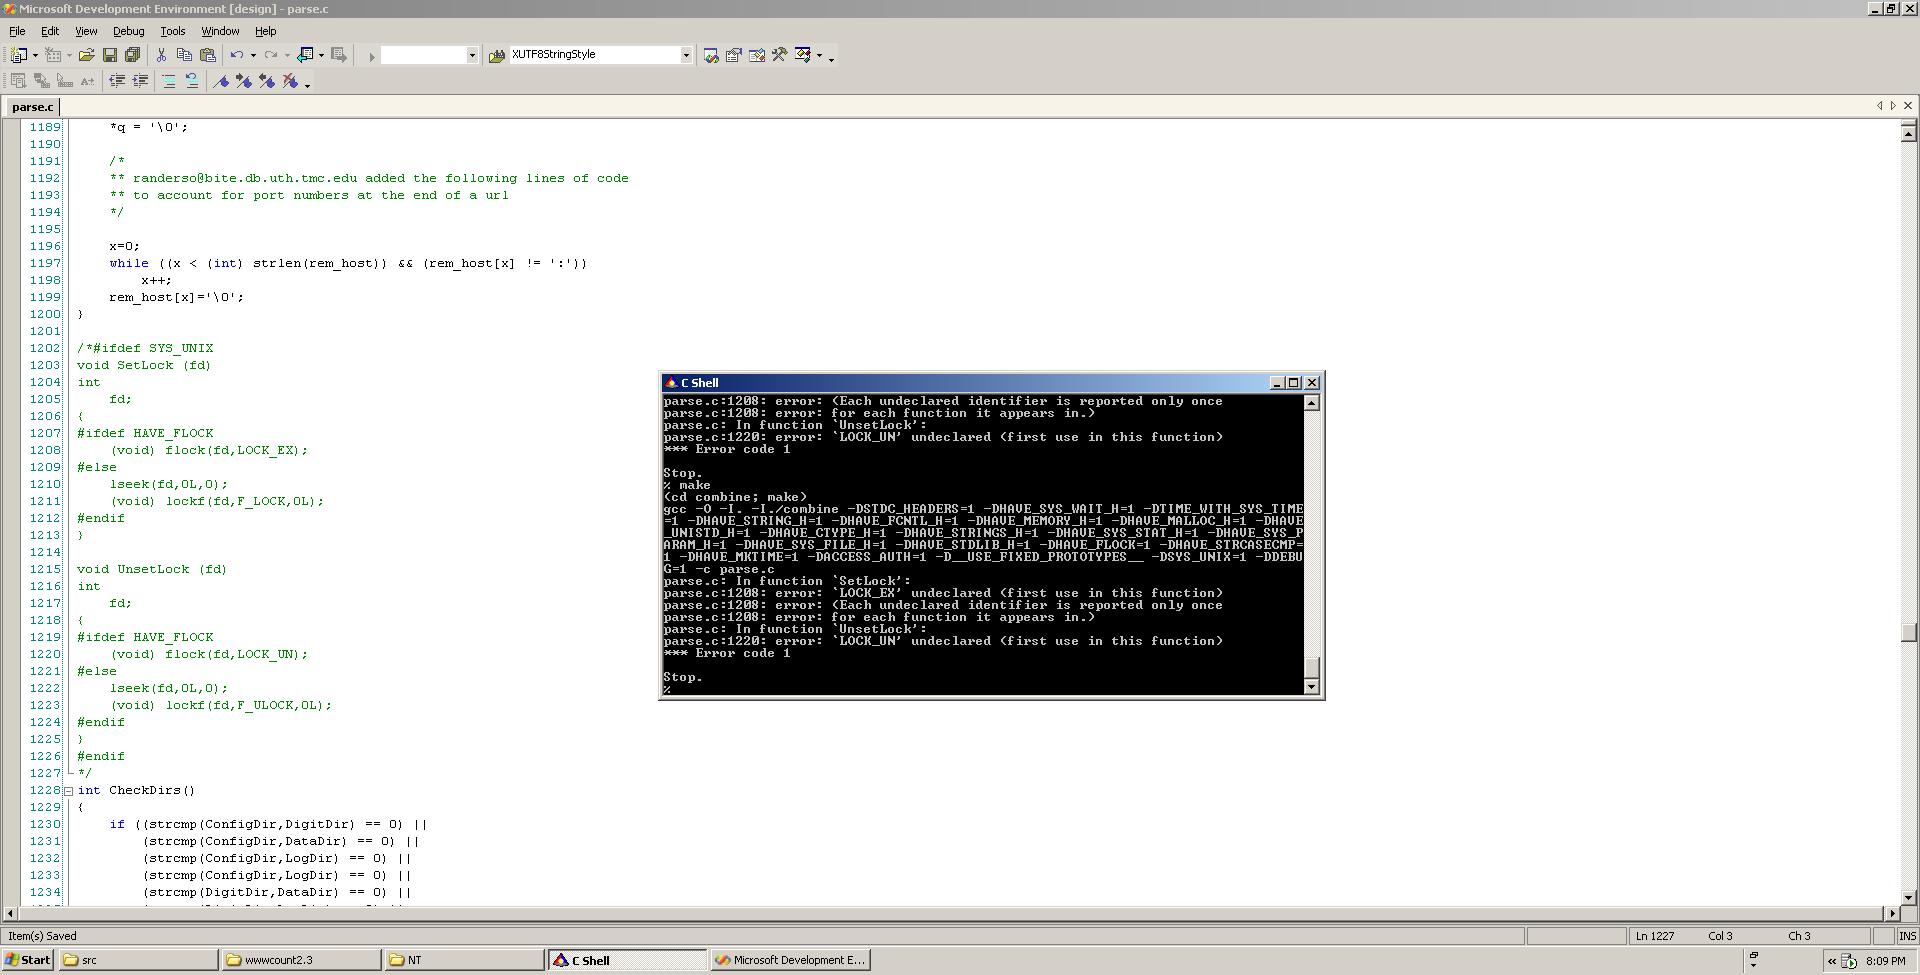 Microsoft Development Environment [design] - parse.c
File Edit View Debug Tools Window Help
XUTF8StringStyle
parse.c
1189 *q = '\0';
1190
1191 /*
1192 ** randerso@bite.db.uth.tmc.edu added the following lines of code
1193 ** to account for port numbers at the end of a url
1194 */
1195
1196 x=0;
1197 while ((x < (int) strlen(rem_host)) && (rem_host[x] != ':'))
1198 x++;
1199 rem_host[x]='\0';
1200 }
1201
1202 /*#ifdef SYS_UNIX
1203 void SetLock (fd)
1204 int
1205 fd;
1206 {
1207 #ifdef HAVE_FLOCK
1208 (void) flock(fd,LOCK_EX);
1209 #else
1210 lseek(fd,0L,0);
1211 (void) lockf(fd,F_LOCK,0L);
1212 #endif
1213 }
1214
1215 void UnsetLock (fd)
1216 int
1217 fd;
1218 {
1219 #ifdef HAVE_FLOCK
1220 (void) flock(fd,LOCK_UN);
1221 #else
1222 lseek(fd,0L,0);
1223 (void) lockf(fd,F_ULOCK,0L);
1224 #endif
1225 }
1226 #endif
1227 */
1228 int CheckDirs()
1229 {
1230 if ((strcmp(ConfigDir,DigitDir) == 0) ||
1231 (strcmp(ConfigDir,DataDir) == 0) ||
1232 (strcmp(ConfigDir,LogDir) == 0) ||
1233 (strcmp(ConfigDir,LogDir) == 0) ||
1234 (strcmp(DigitDir,DataDir) == 0) ||
C Shell
parse.c:1208: error: (Each undeclared identifier is reported only once
parse.c:1208: error: for each function it appears in.)
parse.c: In function `UnsetLock':
parse.c:1220: error: `LOCK_UN' undeclared (first use in this function)
*** Error code 1
Stop.
% make
(cd combine; make)
gcc -O -I. -I./combine -DSTDC_HEADERS=1 -DHAVE_SYS_WAIT_H=1 -DTIME_WITH_SYS_TIME
=1 -DHAVE_STRING_H=1 -DHAVE_FCNTL_H=1 -DHAVE_MEMORY_H=1 -DHAVE_MALLOC_H=1 -DHAVE
_UNISTD_H=1 -DHAVE_CTYPE_H=1 -DHAVE_STRINGS_H=1 -DHAVE_SYS_STAT_H=1 -DHAVE_SYS_P
ARAM_H=1 -DHAVE_SYS_FILE_H=1 -DHAVE_STDLIB_H=1 -DHAVE_FLOCK=1 -DHAVE_STRCASECMP=
1 -DHAVE_MKTIME=1 -DACCESS_AUTH=1 -D__USE_FIXED_PROTOTYPES__ -DSYS_UNIX=1 -DDEBU
G=1 -c parse.c
parse.c: In function `SetLock':
parse.c:1208: error: `LOCK_EX' undeclared (first use in this function)
parse.c:1208: error: (Each undeclared identifier is reported only once
parse.c:1208: error: for each function it appears in.)
parse.c: In function `UnsetLock':
parse.c:1220: error: `LOCK_UN' undeclared (first use in this function)
*** Error code 1
Stop.
%
Item(s) Saved
Ln 1227 Col 3 Ch 3 INS
Start src wwwcount2.3 NT C Shell Microsoft Development E... « 8:09 PM